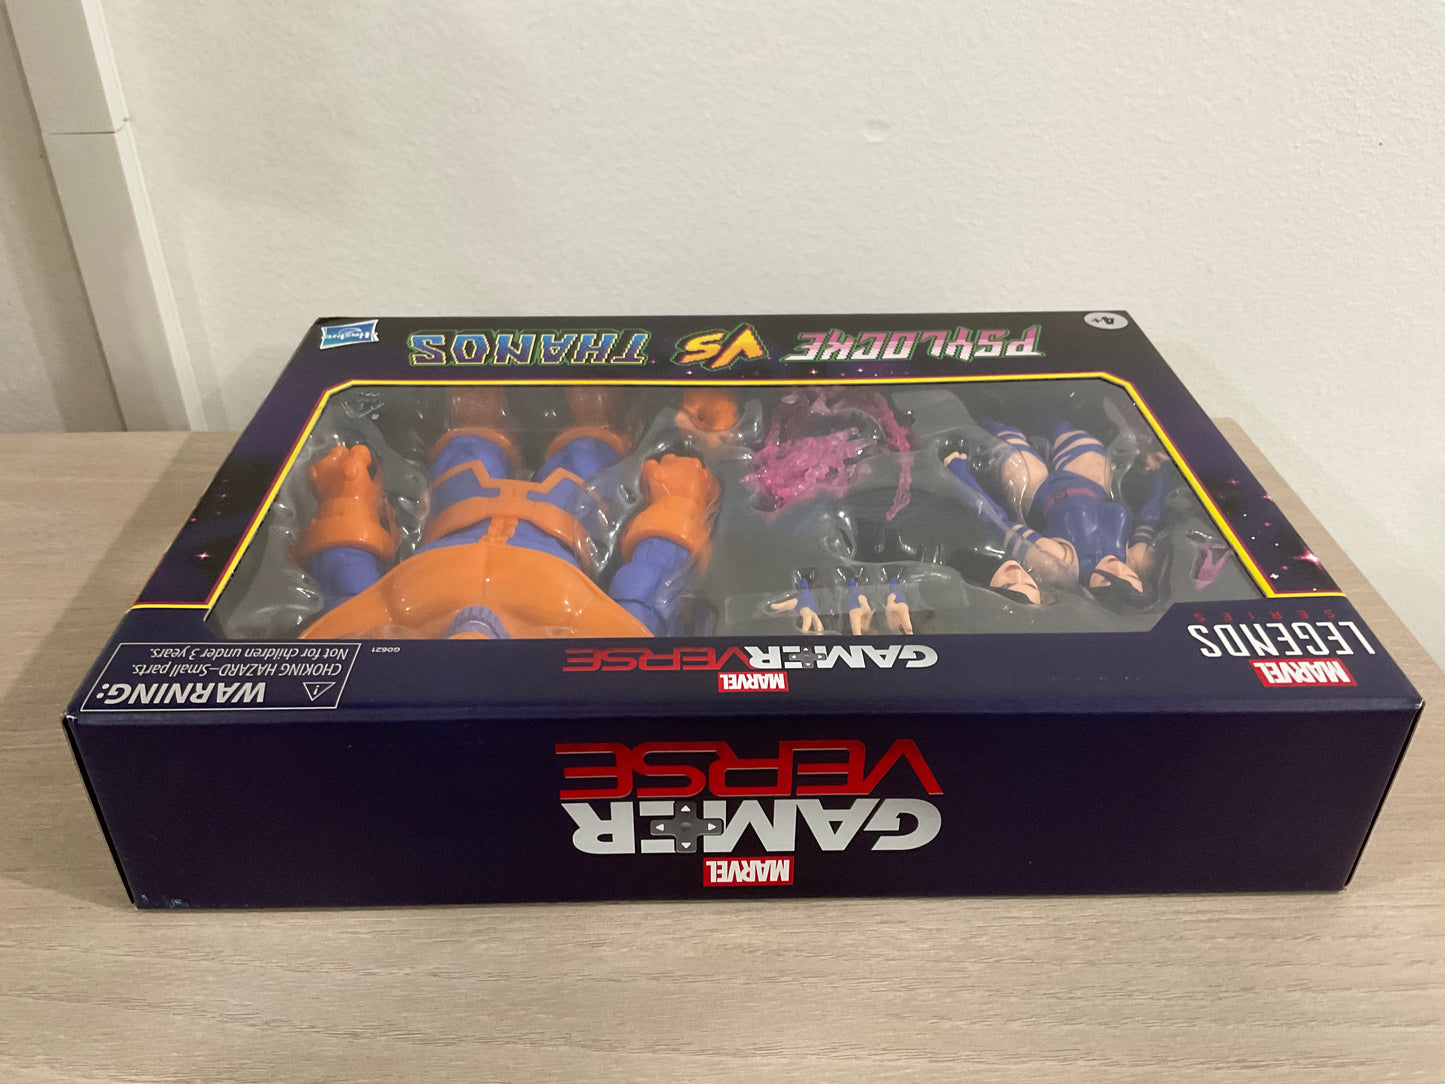 MARVEL
GAMERVERSE
MARVEL
GAMER
VERSE
MARVEL
LEGENDS
SERIES
WARNING:
CHOKING HAZARD–Small parts.
Not for children under 3 years.
G0621
PSYLOCKE VS THANOS
4+
Hasbro